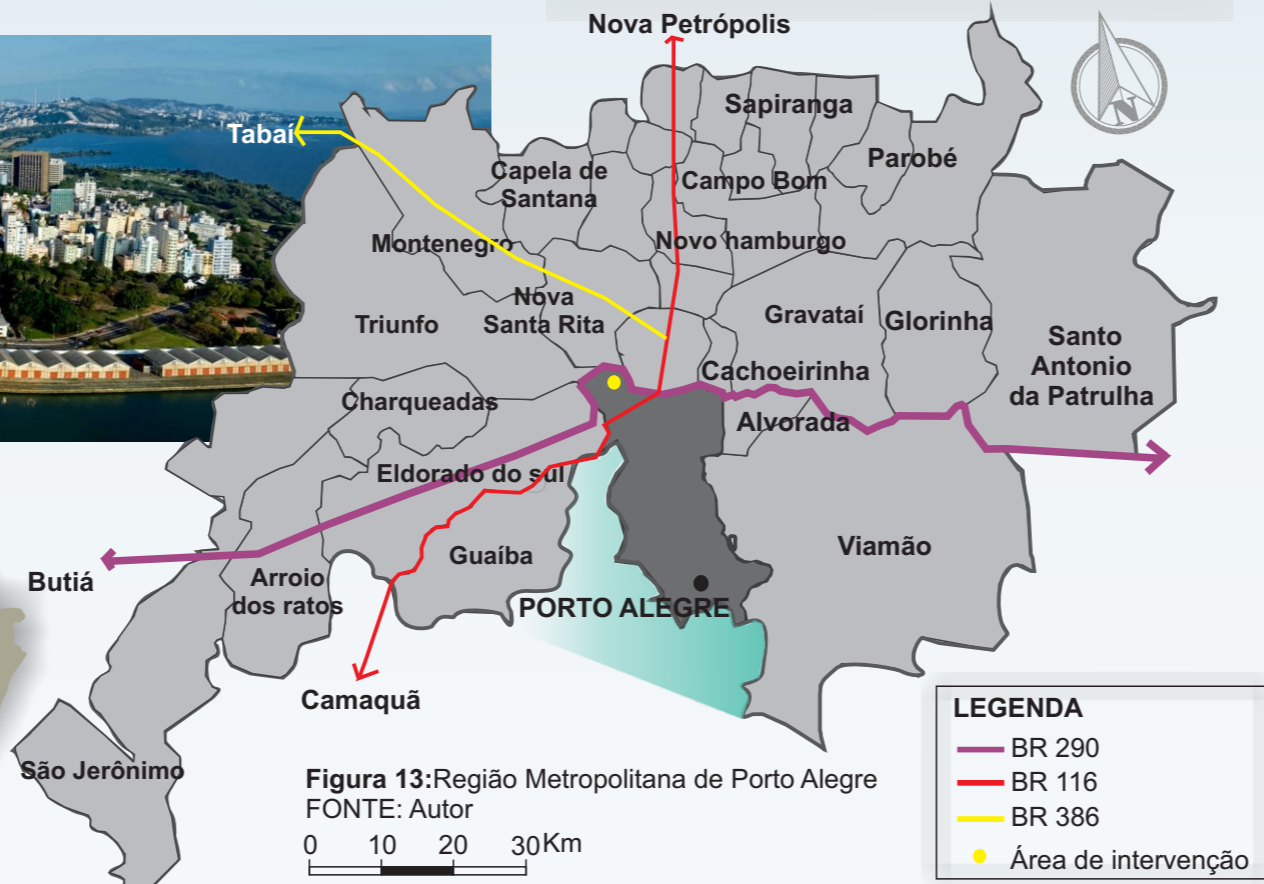 Nova Petrópolis
Sapiranga
Tabaí
Parobé
Capela de
Santana
Campo Bom
Montenegro
Novo hamburgo
Nova
Santa Rita
Triunfo
Gravataí
Glorinha
Santo
Antonio
da Patrulha
Cachoeirinha
Charqueadas
Alvorada
Eldorado do sul
Viamão
Guaíba
Butiá
Arroio
dos ratos
PORTO ALEGRE
Camaquã
São Jerônimo
N
LEGENDA
BR 290
BR 116
BR 386
Área de intervenção
Figura 13:Região Metropolitana de Porto Alegre
FONTE: Autor
0 10 20 30Km